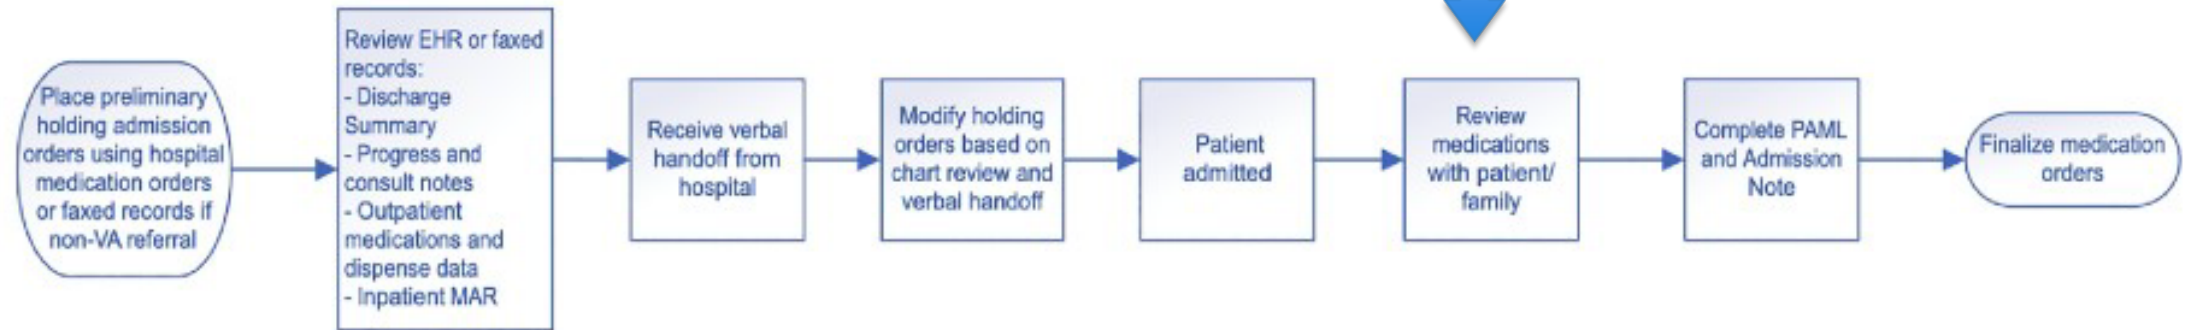 Place preliminary
holding admission
orders using hospital
medication orders
or faxed records if
non-VA referral
Review EHR or faxed
records:
- Discharge
Summary
- Progress and
consult notes
- Outpatient
medications and
dispense data
- Inpatient MAR
Receive verbal
handoff from
hospital
Modify holding
orders based on
chart review and
verbal handoff
Patient
admitted
Review
medications
with patient/
family
Complete PAML
and Admission
Note
Finalize medication
orders